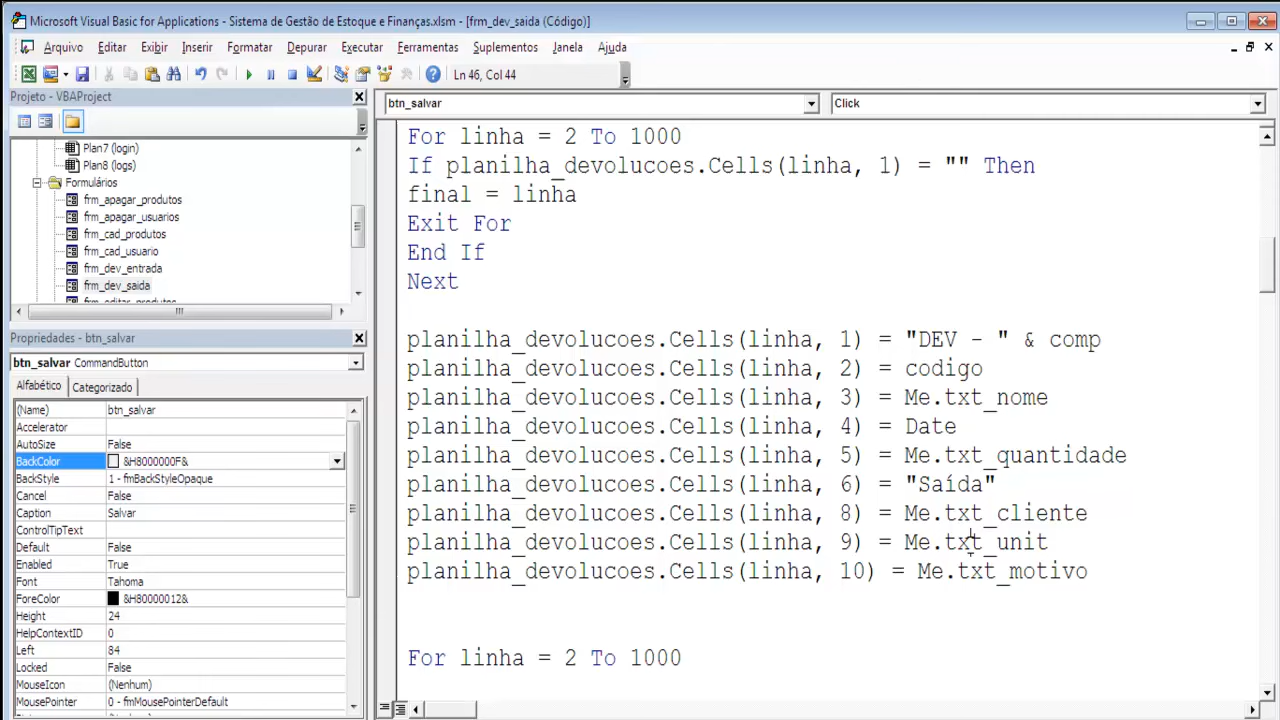 Microsoft Visual Basic for Applications - Sistema de Gestão de Estoque e Finanças.xlsm - [frm_dev_saida (Código)]
Arquivo Editar Exibir Inserir Formatar Depurar Executar Ferramentas Suplementos Janela Ajuda
Ln 46, Col 44
Projeto - VBAProject
Plan7 (login)
Plan8 (logs)
Formulários
frm_apagar_produtos
frm_apagar_usuarios
frm_cad_produtos
frm_cad_usuario
frm_dev_entrada
frm_dev_saida
frm_editar_produtos
Propriedades - btn_salvar
btn_salvar CommandButton
Alfabético Categorizado
(Name) btn_salvar
Accelerator
AutoSize False
BackColor &H8000000F&
BackStyle 1 - fmBackStyleOpaque
Cancel False
Caption Salvar
ControlTipText
Default False
Enabled True
Font Tahoma
ForeColor &H80000012&
Height 24
HelpContextID 0
Left 84
Locked False
MouseIcon (Nenhum)
MousePointer 0 - fmMousePointerDefault
btn_salvar Click
For linha = 2 To 1000
If planilha_devolucoes.Cells(linha, 1) = "" Then
final = linha
Exit For
End If
Next
planilha_devolucoes.Cells(linha, 1) = "DEV - " & comp
planilha_devolucoes.Cells(linha, 2) = codigo
planilha_devolucoes.Cells(linha, 3) = Me.txt_nome
planilha_devolucoes.Cells(linha, 4) = Date
planilha_devolucoes.Cells(linha, 5) = Me.txt_quantidade
planilha_devolucoes.Cells(linha, 6) = "Saída"
planilha_devolucoes.Cells(linha, 8) = Me.txt_cliente
planilha_devolucoes.Cells(linha, 9) = Me.txt_unit
planilha_devolucoes.Cells(linha, 10) = Me.txt_motivo
For linha = 2 To 1000